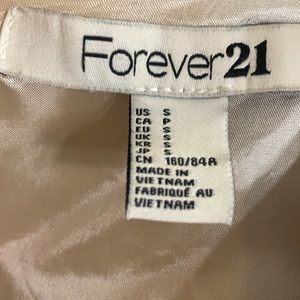 Forever21
US S
CA P
EU S
UK S
KR S
JP S
CN 160/84A
MADE IN
VIETNAM
FABRIQUÉ AU
VIETNAM